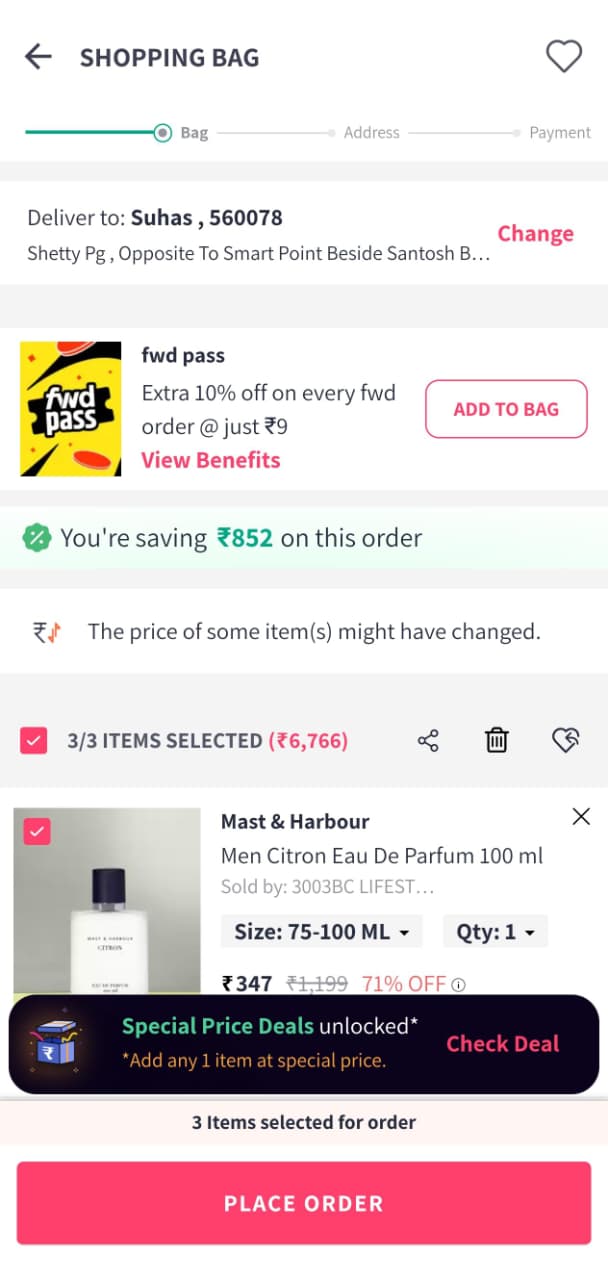 SHOPPING BAG
Bag Address Payment
Deliver to: Suhas , 560078
Shetty Pg , Opposite To Smart Point Beside Santosh B...
Change
fwd pass
fwd pass
Extra 10% off on every fwd
order @ just ₹9
View Benefits
ADD TO BAG
You're saving ₹852 on this order
The price of some item(s) might have changed.
3/3 ITEMS SELECTED (₹6,766)
Mast & Harbour
Men Citron Eau De Parfum 100 ml
Sold by: 3003BC LIFEST...
Size: 75-100 ML Qty: 1
₹347 ₹1,199 71% OFF
MAST & HARBOUR
CITRON
EAU DE PARFUM
Special Price Deals unlocked*
*Add any 1 item at special price.
Check Deal
3 Items selected for order
PLACE ORDER